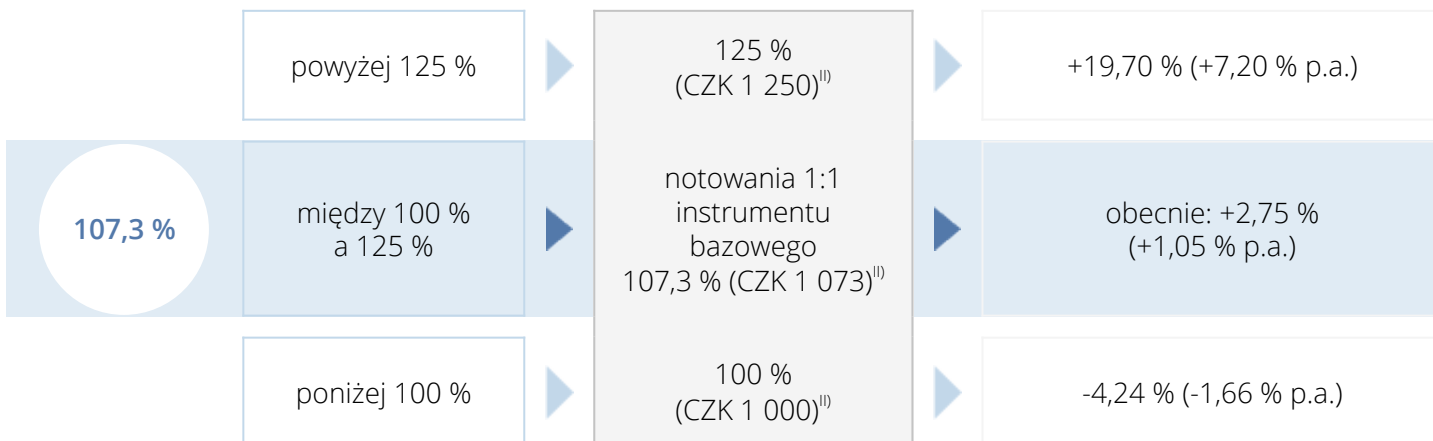 powyżej 125 %
125 %
(CZK 1 250)II)
+19,70 % (+7,20 % p.a.)
107,3 %
między 100 %
a 125 %
notowania 1:1
instrumentu
bazowego
107,3 % (CZK 1 073)II)
obecnie: +2,75 %
(+1,05 % p.a.)
poniżej 100 %
100 %
(CZK 1 000)II)
-4,24 % (-1,66 % p.a.)